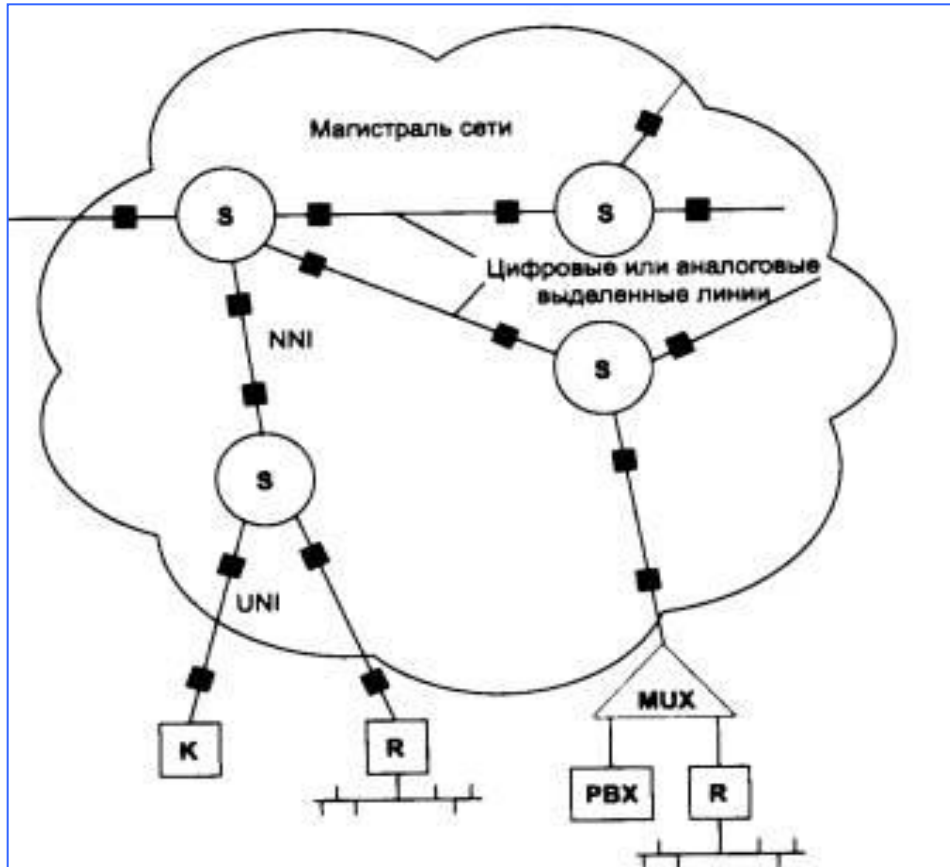 Магистраль сети
S
S
Цифровые или аналоговые
выделенные линии
NNI
S
S
UNI
MUX
K
R
PBX
R